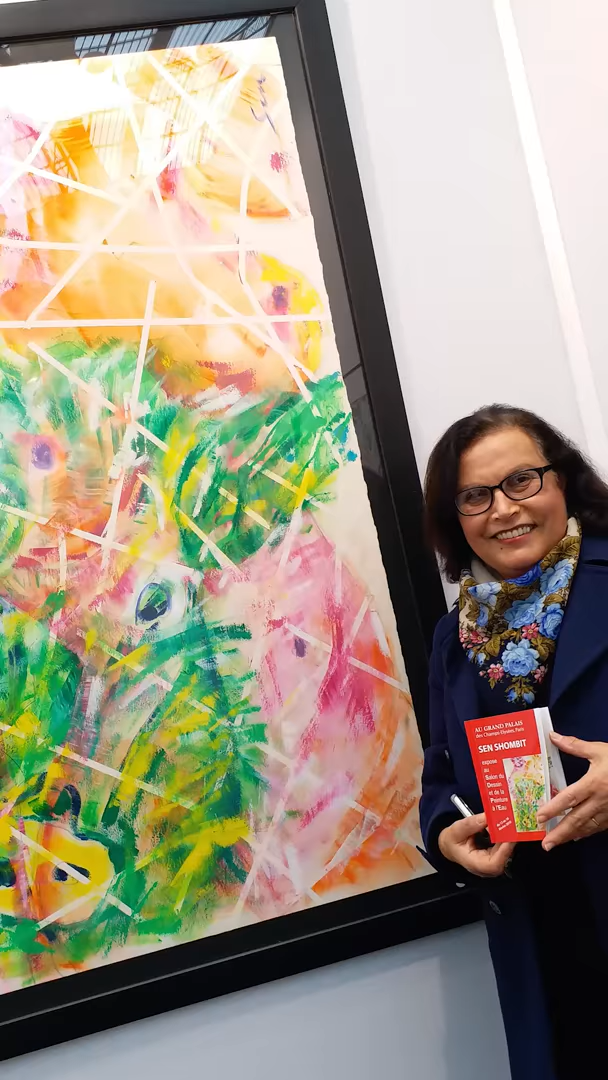 Sen
AU GRAND PALAIS
des Champs-Elysées, Paris
SEN SHOMBIT
expose
au
Salon du
Dessin
et de la
Peinture
à l'Eau